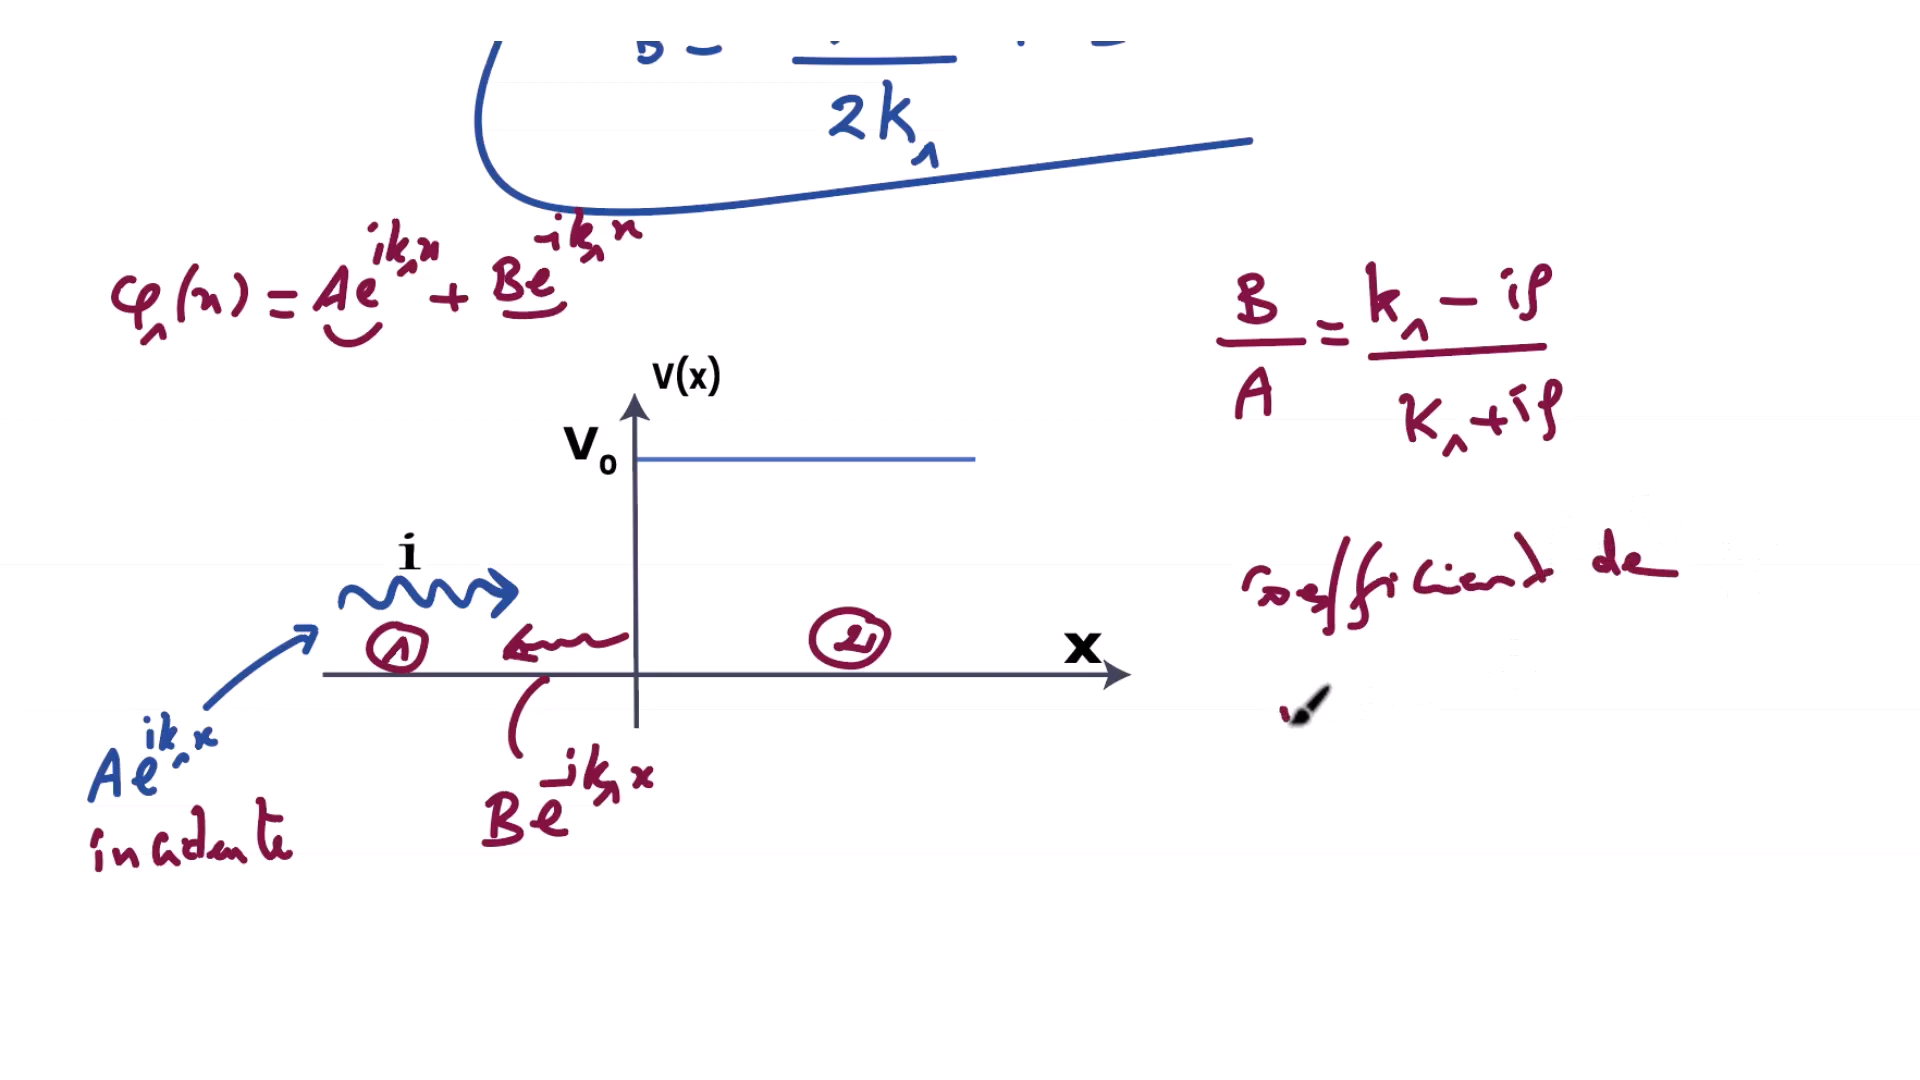 2k₁
φ₁(x) = Ae^{ik₁x} + Be^{-ik₁x}
B/A = (k₁ - iρ)/(k₁ + iρ)
V(x)
V₀
i
1
2
x
Ae^{ik₁x}
incidente
Be^{-ik₁x}
coefficient de